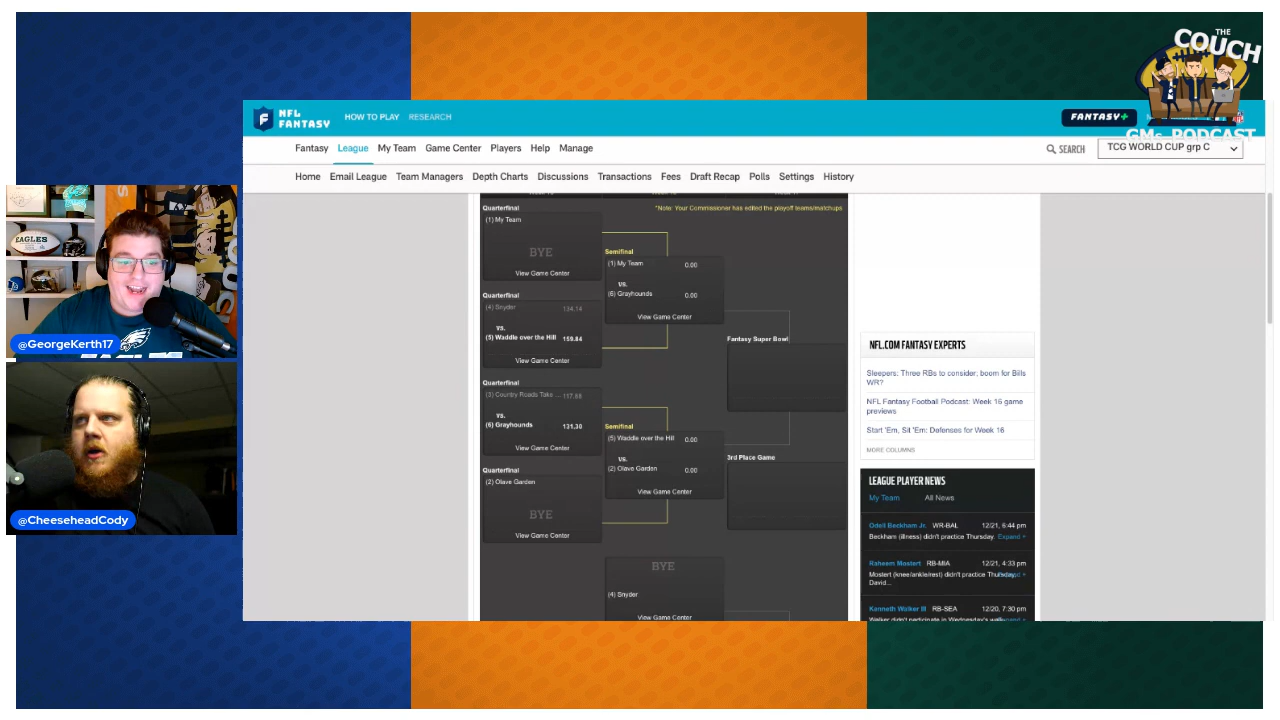 THE
COUCH
GMs PODCAST
NFL
FANTASY
HOW TO PLAY
RESEARCH
FANTASY+
Fantasy
League
My Team
Game Center
Players
Help
Manage
SEARCH
TCG WORLD CUP grp C
Home
Email League
Team Managers
Depth Charts
Discussions
Transactions
Fees
Draft Recap
Polls
Settings
History
*Note: Your Commissioner has edited the playoff teams/matchups
Quarterfinal
(1) My Team
BYE
View Game Center
Quarterfinal
(4) Snyder 134.14
vs.
(5) Waddle over the Hill 159.84
View Game Center
Quarterfinal
(3) Country Roads Take ... 117.68
vs.
(6) Grayhounds 131.30
View Game Center
Quarterfinal
(2) Olave Garden
BYE
View Game Center
Semifinal
(1) My Team 0.00
vs.
(6) Grayhounds 0.00
View Game Center
Semifinal
(5) Waddle over the Hill 0.00
vs.
(2) Olave Garden 0.00
View Game Center
BYE
(4) Snyder
View Game Center
Fantasy Super Bowl
3rd Place Game
NFL.COM FANTASY EXPERTS
Sleepers: Three RBs to consider; boom for Bills
WR?
NFL Fantasy Football Podcast: Week 16 game
previews
Start 'Em, Sit 'Em: Defenses for Week 16
MORE COLUMNS
LEAGUE PLAYER NEWS
My Team
All News
Odell Beckham Jr. WR-BAL 12/21, 6:44 pm
Beckham (illness) didn't practice Thursday. Expand +
Raheem Mostert RB-MIA 12/21, 4:33 pm
Mostert (knee/ankle/rest) didn't practice Thursday,
David...
Kenneth Walker III RB-SEA 12/20, 7:30 pm
Walker didn't participate in Wednesday's
EAGLES
@GeorgeKerth17
@CheeseheadCody